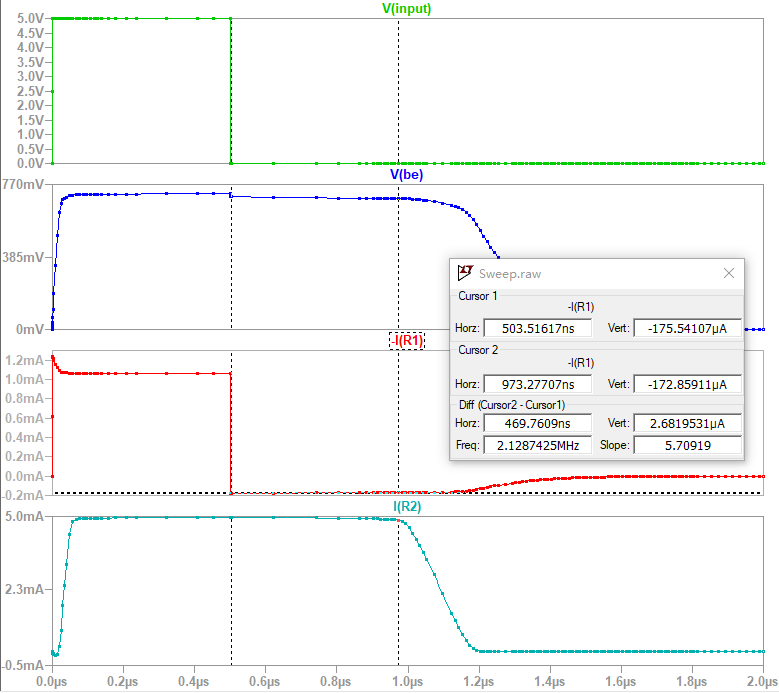 V(input)
5.0V
4.5V
4.0V
3.5V
3.0V
2.5V
2.0V
1.5V
1.0V
0.5V
0.0V
V(be)
770mV
385mV
0mV
Sweep.raw
Cursor 1
-I(R1)
Horz: 503.51617ns Vert: -175.54107µA
Cursor 2
-I(R1)
Horz: 973.27707ns Vert: -172.85911µA
Diff (Cursor2 - Cursor1)
Horz: 469.7609ns Vert: 2.6819531µA
Freq: 2.1287425MHz Slope: 5.70919
-I(R1)
1.2mA
1.0mA
0.8mA
0.6mA
0.4mA
0.2mA
0.0mA
-0.2mA
I(R2)
5.0mA
2.3mA
-0.5mA
0.0µs 0.2µs 0.4µs 0.6µs 0.8µs 1.0µs 1.2µs 1.4µs 1.6µs 1.8µs 2.0µs